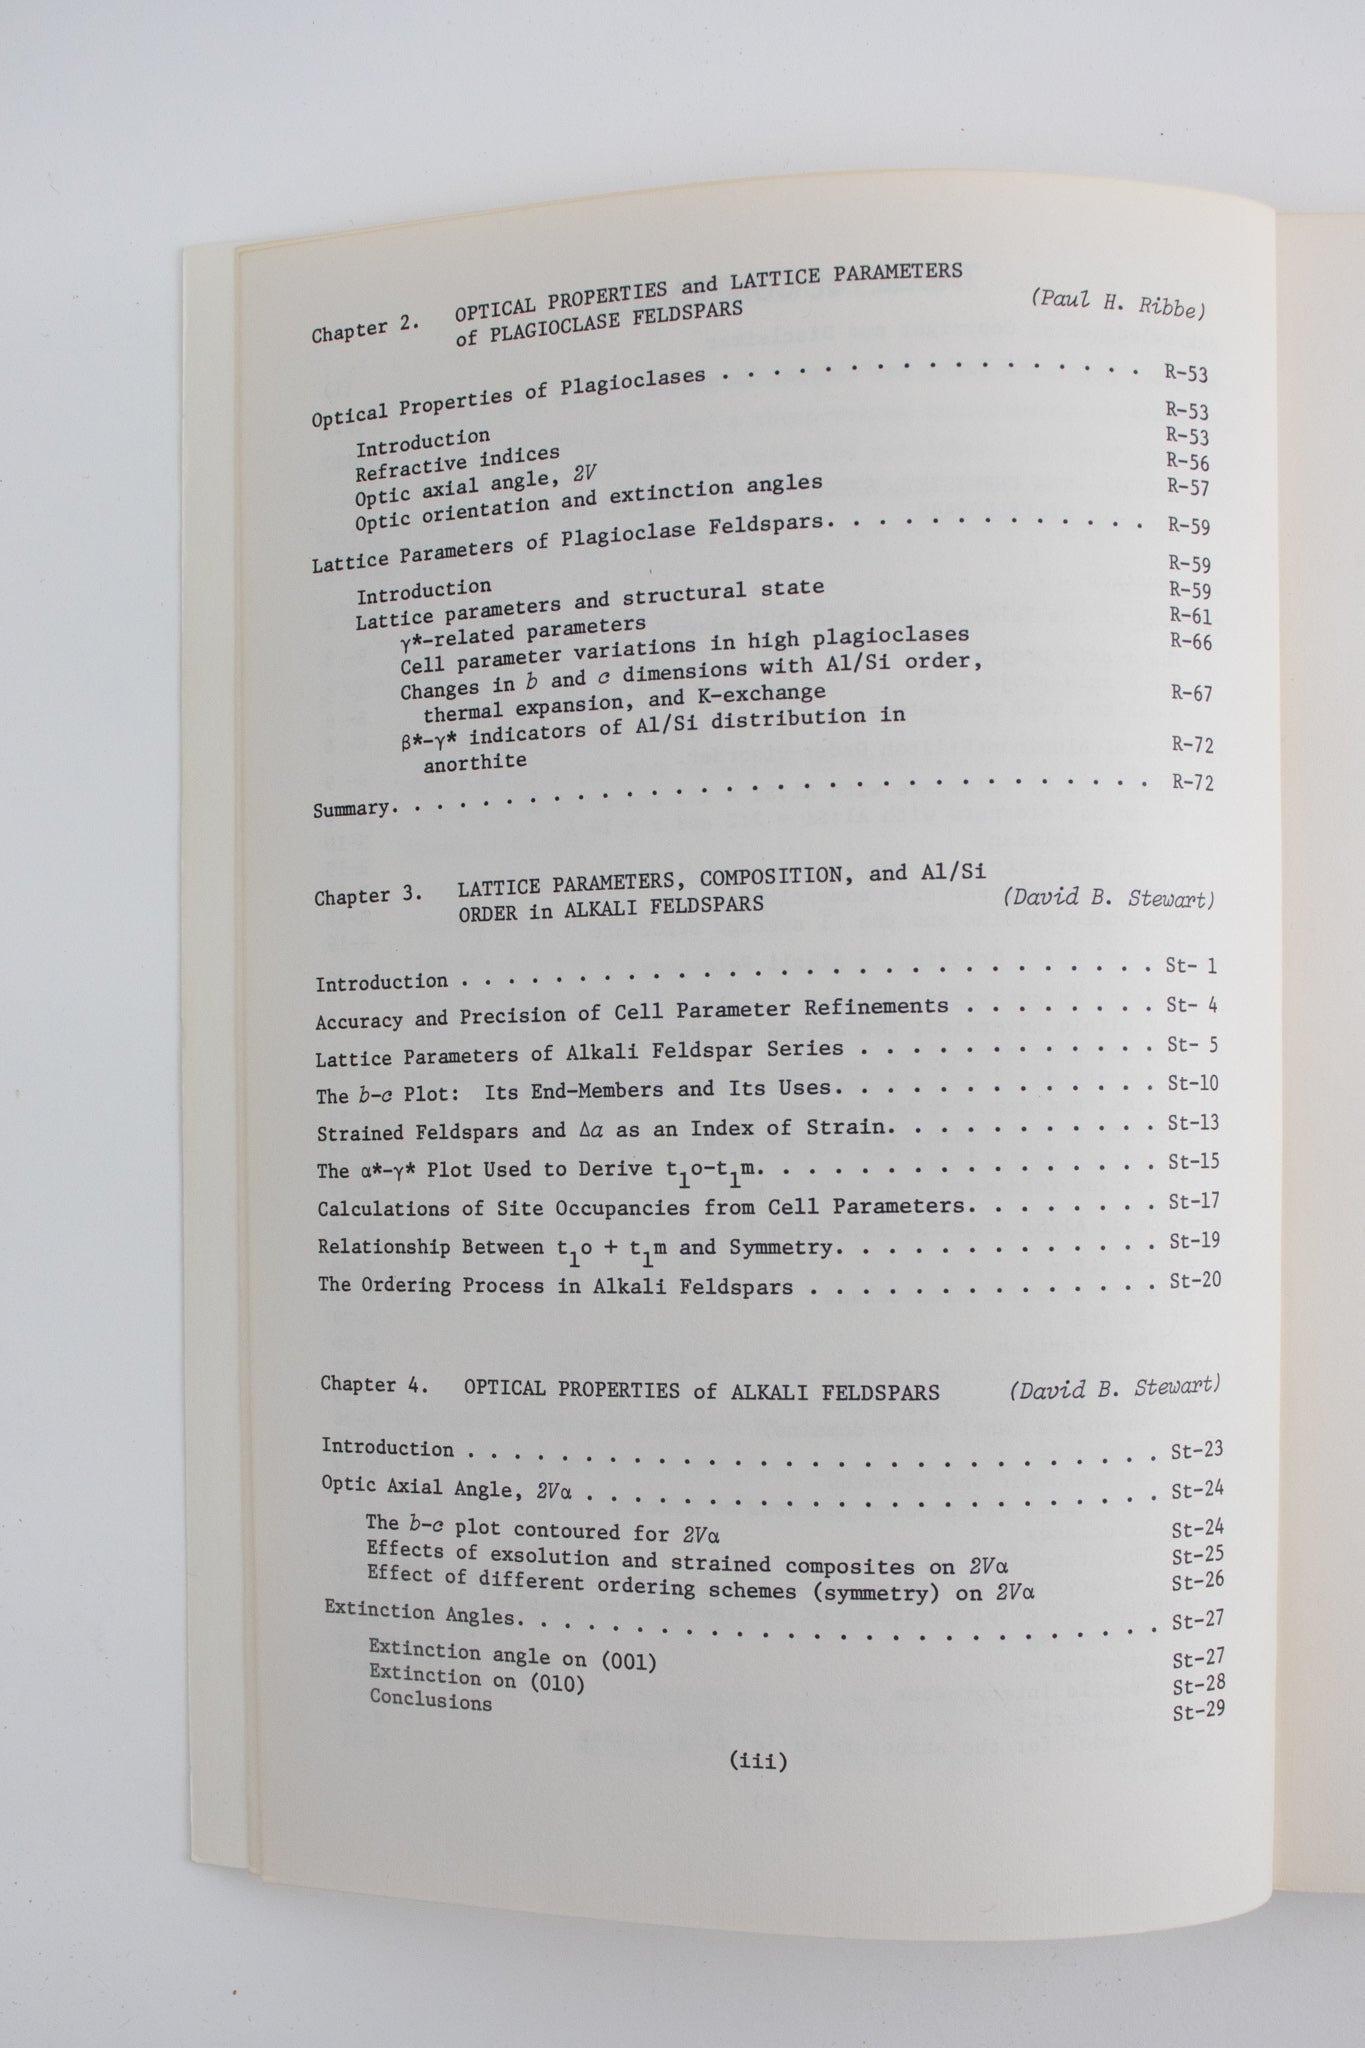 Chapter 2. OPTICAL PROPERTIES and LATTICE PARAMETERS (Paul H. Ribbe)
of PLAGIOCLASE FELDSPARS
Optical Properties of Plagioclases . . . . . . . . . . . . . . . . . R-53
Introduction R-53
Refractive indices R-53
Optic axial angle, 2V R-56
Optic orientation and extinction angles R-57
Lattice Parameters of Plagioclase Feldspars. . . . . . . . . . . . . R-59
Introduction R-59
Lattice parameters and structural state R-59
γ*-related parameters R-61
Cell parameter variations in high plagioclases R-66
Changes in b and c dimensions with Al/Si order,
thermal expansion, and K-exchange R-67
β*-γ* indicators of Al/Si distribution in
anorthite R-72
Summary. . . . . . . . . . . . . . . . . . . . . . . . . . . . . . R-72
Chapter 3. LATTICE PARAMETERS, COMPOSITION, and Al/Si
ORDER in ALKALI FELDSPARS (David B. Stewart)
Introduction . . . . . . . . . . . . . . . . . . . . . . . . . . . St- 1
Accuracy and Precision of Cell Parameter Refinements . . . . . . . . St- 4
Lattice Parameters of Alkali Feldspar Series . . . . . . . . . . . . St- 5
The b-c Plot: Its End-Members and Its Uses. . . . . . . . . . . . . St-10
Strained Feldspars and Δa as an Index of Strain. . . . . . . . . . . St-13
The α*-γ* Plot Used to Derive t₁o-t₁m. . . . . . . . . . . . . . . . St-15
Calculations of Site Occupancies from Cell Parameters. . . . . . . . St-17
Relationship Between t₁o + t₁m and Symmetry. . . . . . . . . . . . . St-19
The Ordering Process in Alkali Feldspars . . . . . . . . . . . . . . St-20
Chapter 4. OPTICAL PROPERTIES of ALKALI FELDSPARS (David B. Stewart)
Introduction . . . . . . . . . . . . . . . . . . . . . . . . . . . St-23
Optic Axial Angle, 2Vα . . . . . . . . . . . . . . . . . . . . . . . St-24
The b-c plot contoured for 2Vα St-24
Effects of exsolution and strained composites on 2Vα St-25
Effect of different ordering schemes (symmetry) on 2Vα St-26
Extinction Angles. . . . . . . . . . . . . . . . . . . . . . . . . . St-27
Extinction angle on (001) St-27
Extinction on (010) St-28
Conclusions St-29
(iii)